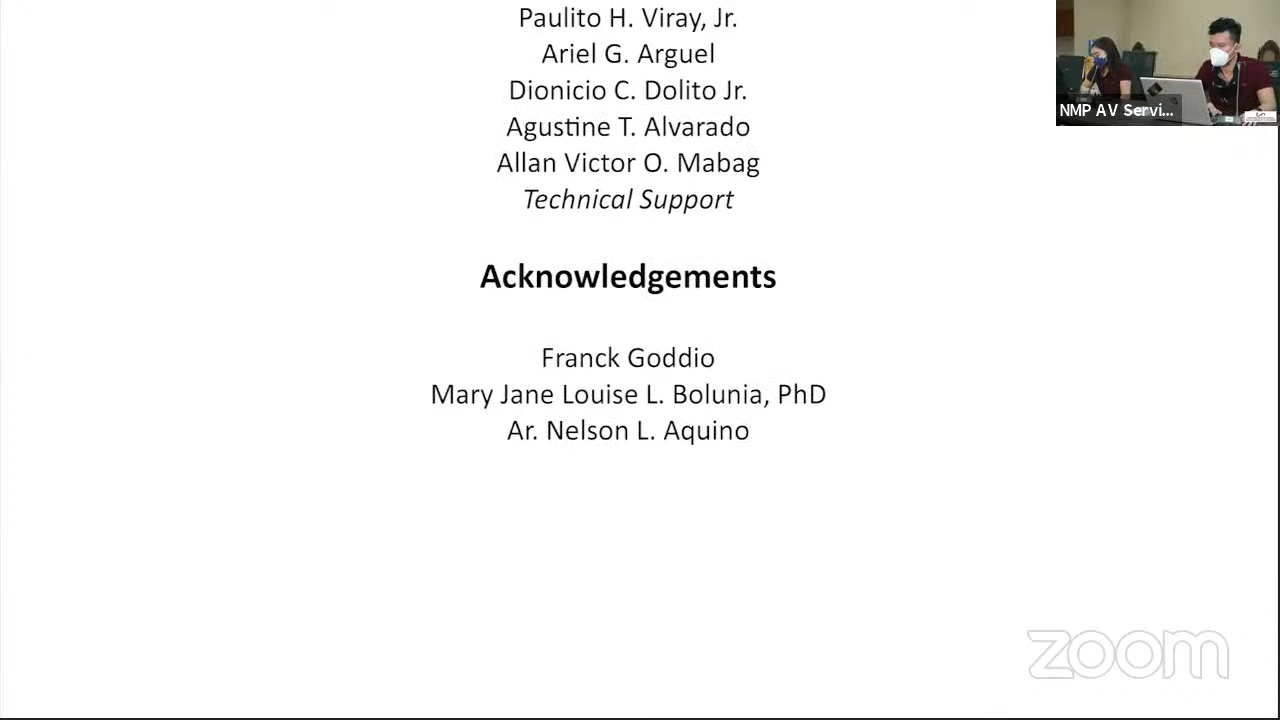 Paulito H. Viray, Jr.
Ariel G. Arguel
Dionicio C. Dolito Jr.
Agustine T. Alvarado
Allan Victor O. Mabag
Technical Support
Acknowledgements
Franck Goddio
Mary Jane Louise L. Bolunia, PhD
Ar. Nelson L. Aquino
NMP AV Servi...
zoom